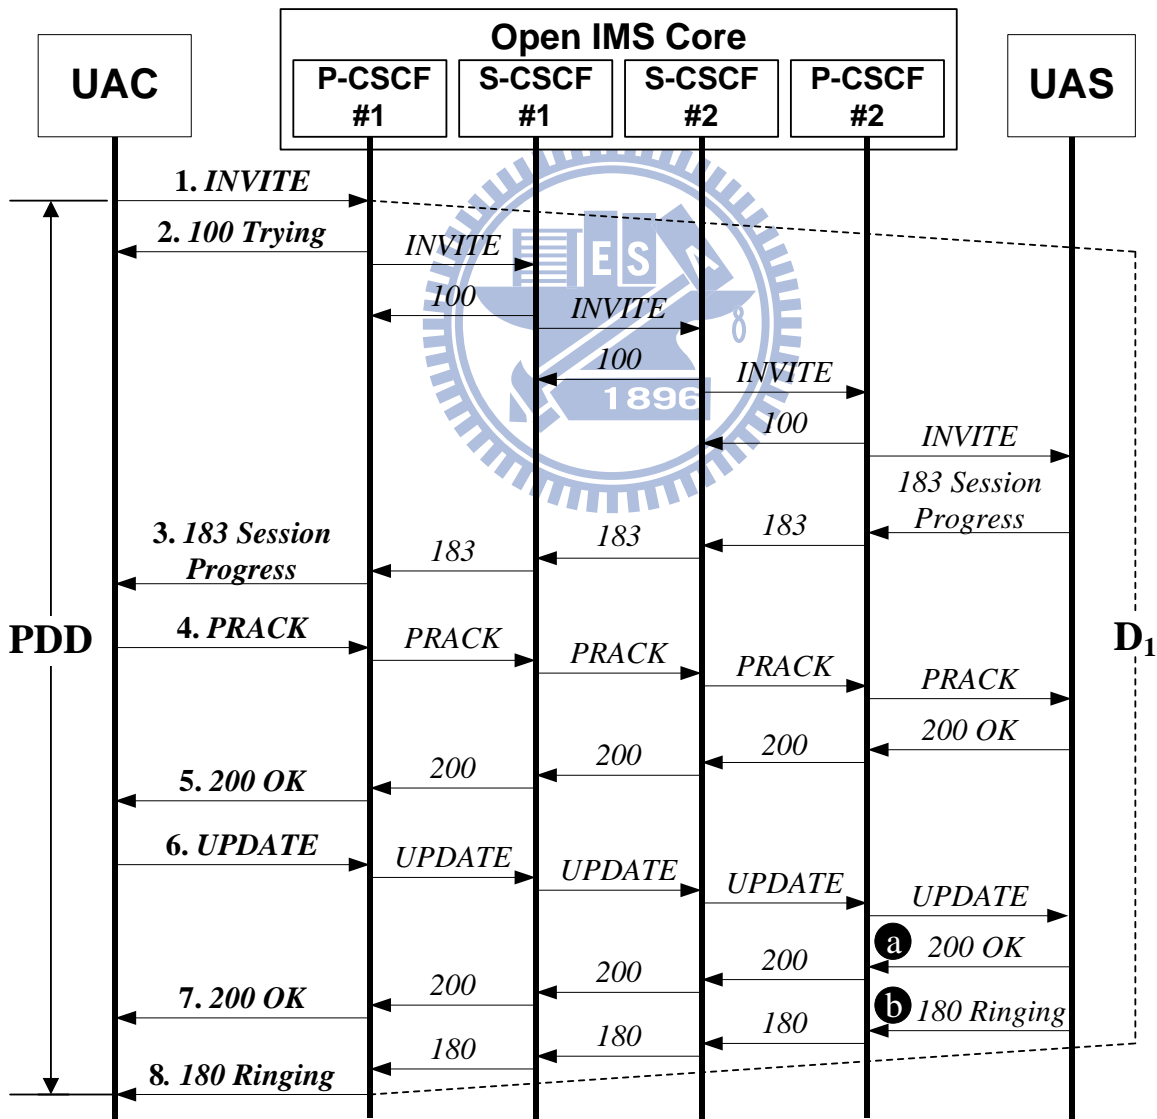 Open IMS Core
UAC
P-CSCF #1
S-CSCF #1
S-CSCF #2
P-CSCF #2
UAS
1. INVITE
2. 100 Trying
INVITE
ES
100
INVITE
100
INVITE
1896
100
INVITE
183 Session
Progress
183
183
183
3. 183 Session
Progress
PDD
D1
4. PRACK
PRACK
PRACK
PRACK
PRACK
200 OK
200
200
200
5. 200 OK
6. UPDATE
UPDATE
UPDATE
UPDATE
UPDATE
a 200 OK
200
200
200
7. 200 OK
b 180 Ringing
180
180
180
8. 180 Ringing